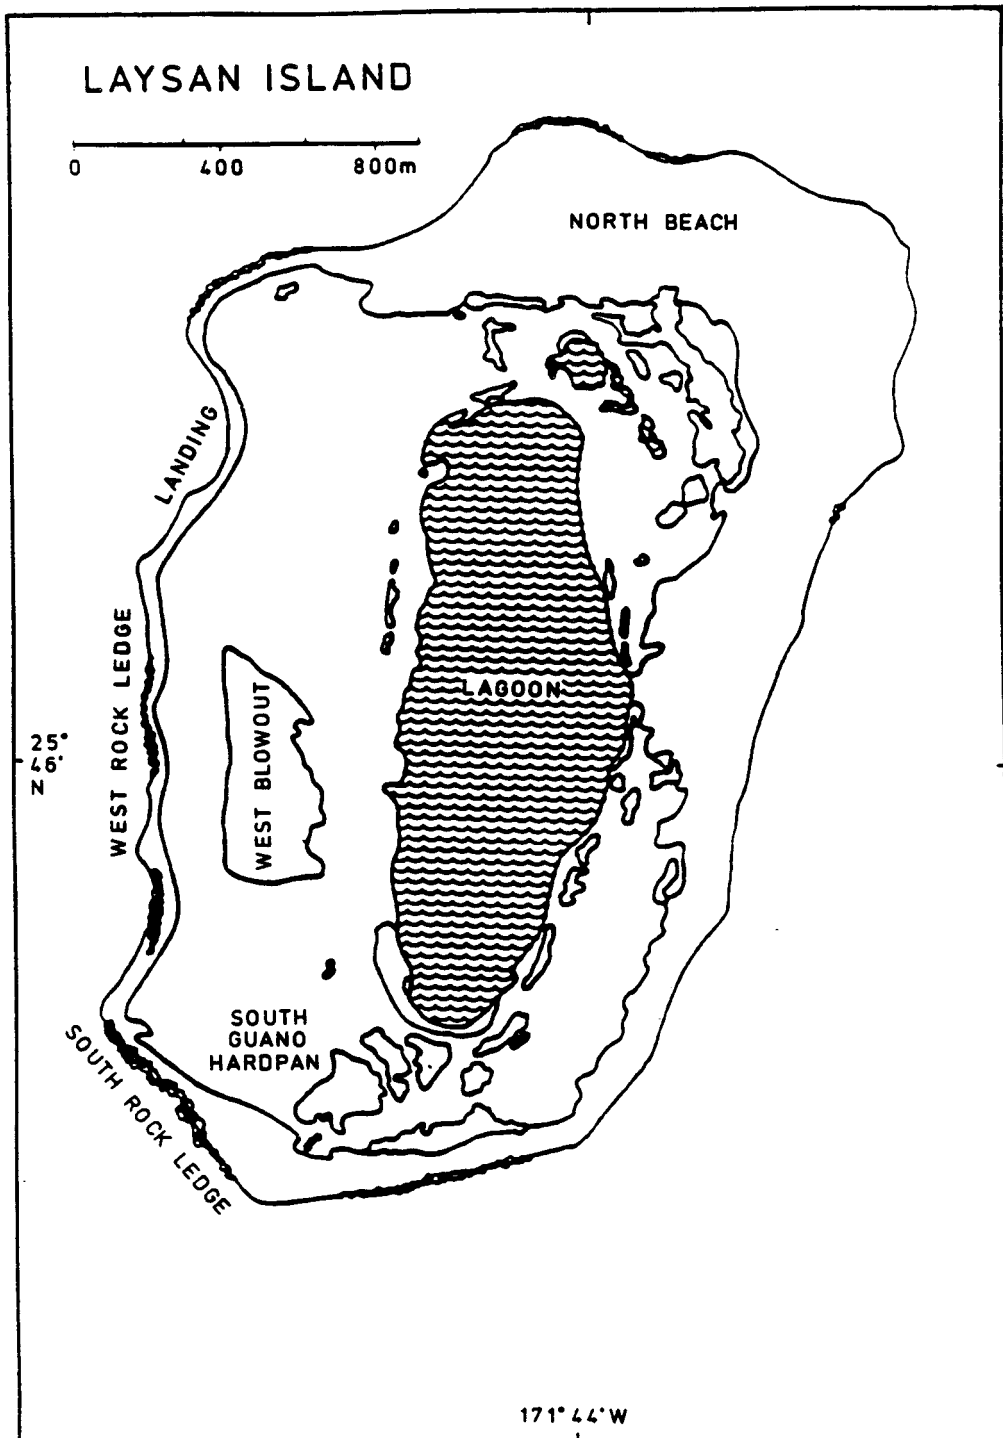 LAYSAN ISLAND
0 400 800m
NORTH BEACH
LANDING
WEST ROCK LEDGE
LAGOON
WEST BLOWOUT
25°
46'
N
SOUTH
GUANO
HARDPAN
SOUTH ROCK LEDGE
171°44'W